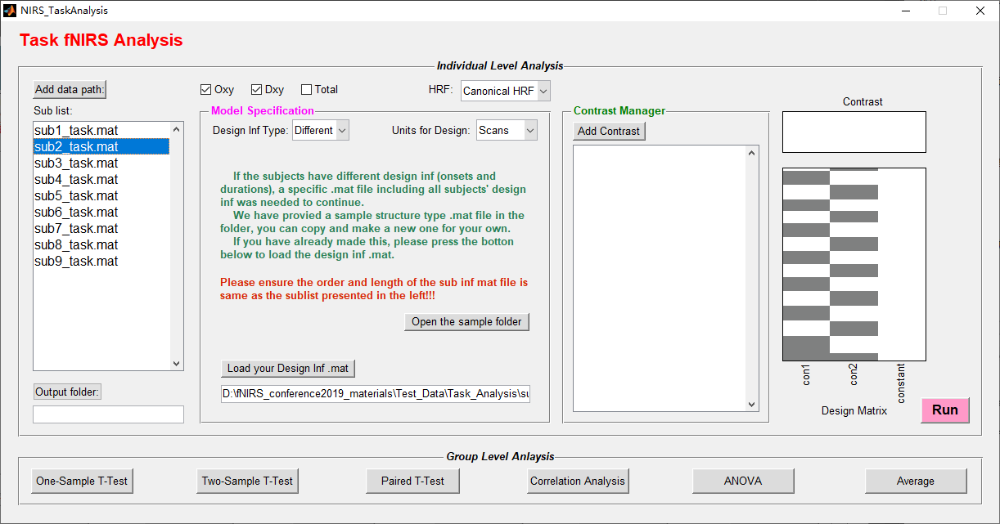 NIRS_TaskAnalysis
Task fNIRS Analysis
Individual Level Analysis
Add data path:
Oxy
Dxy
Total
HRF:
Canonical HRF
Sub list:
sub1_task.mat
sub2_task.mat
sub3_task.mat
sub4_task.mat
sub5_task.mat
sub6_task.mat
sub7_task.mat
sub8_task.mat
sub9_task.mat
Output folder:
Model Specification
Design Inf Type:
Different
Units for Design:
Scans
If the subjects have different design inf (onsets and
durations), a specific .mat file including all subjects' design
inf was needed to continue.
We have provied a sample structure type .mat file in the
folder, you can copy and make a new one for your own.
If you have already made this, please press the botton
below to load the design inf .mat.
Please ensure the order and length of the sub inf mat file is
same as the sublist presented in the left!!!
Open the sample folder
Load your Design Inf .mat
D:\fNIRS_conference2019_materials\Test_Data\Task_Analysis\su
Contrast Manager
Add Contrast
Contrast
con1
con2
constant
Design Matrix
Run
Group Level Anlaysis
One-Sample T-Test
Two-Sample T-Test
Paired T-Test
Correlation Analysis
ANOVA
Average